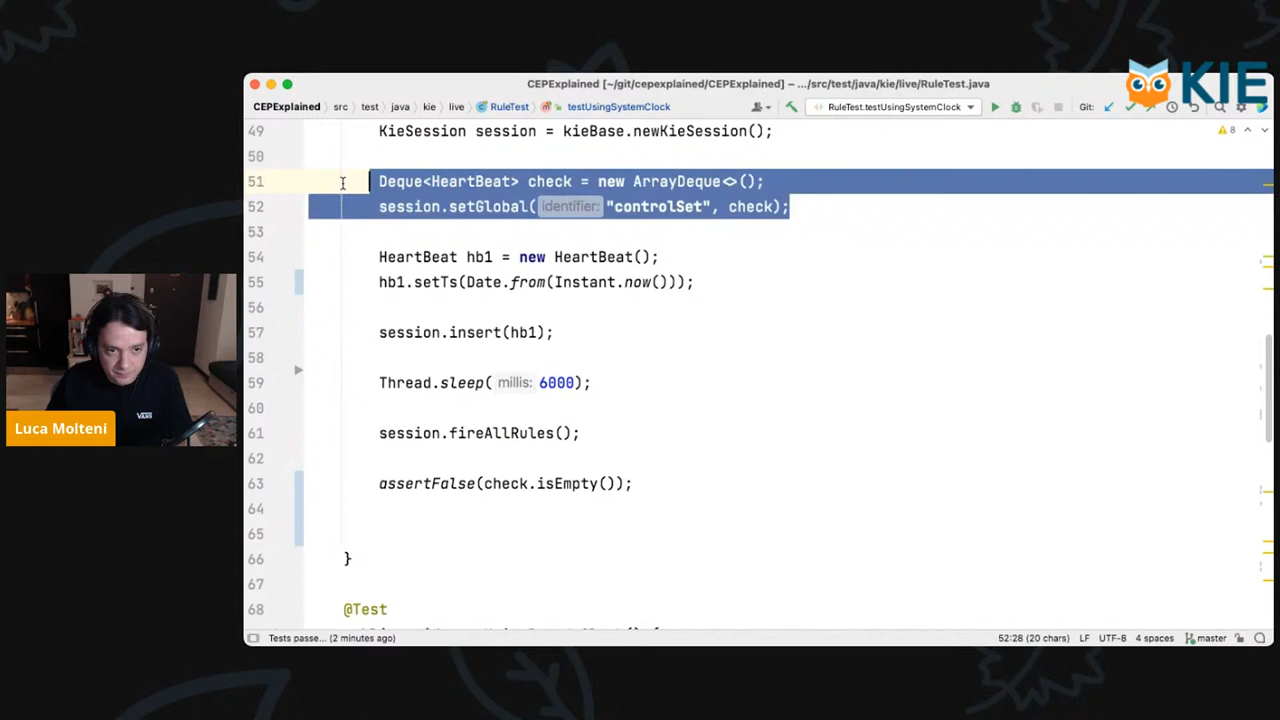 KIE
CEPExplained [~/git/cepexplained/CEPExplained] – .../src/test/java/kie/live/RuleTest.java
CEPExplained src test java kie live RuleTest testUsingSystemClock RuleTest.testUsingSystemClock Git:
49 KieSession session = kieBase.newKieSession(); 8
50
51 Deque<HeartBeat> check = new ArrayDeque<>();
52 session.setGlobal( identifier: "controlSet", check);
53
54 HeartBeat hb1 = new HeartBeat();
55 hb1.setTs(Date.from(Instant.now()));
56
57 session.insert(hb1);
58
59 Thread.sleep( millis: 6000);
60
61 session.fireAllRules();
62
63 assertFalse(check.isEmpty());
64
65
66 }
67
68 @Test
Tests passe... (2 minutes ago) 52:28 (20 chars) LF UTF-8 4 spaces master
VANS
Luca Molteni